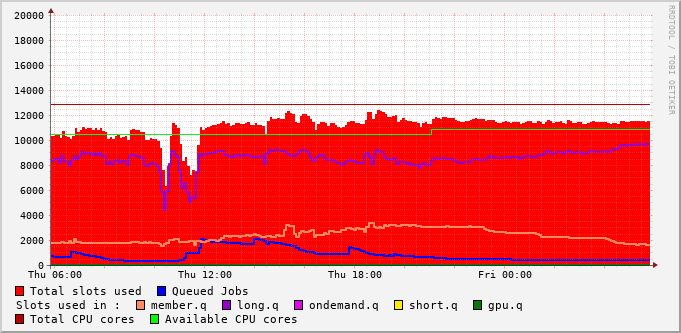 20000
18000
16000
14000
12000
10000
8000
6000
4000
2000
0
Thu 06:00 Thu 12:00 Thu 18:00 Fri 00:00
RRDTOOL / TOBI OETIKER
Total slots used Queued Jobs
Slots used in : member.q long.q ondemand.q short.q gpu.q
Total CPU cores Available CPU cores